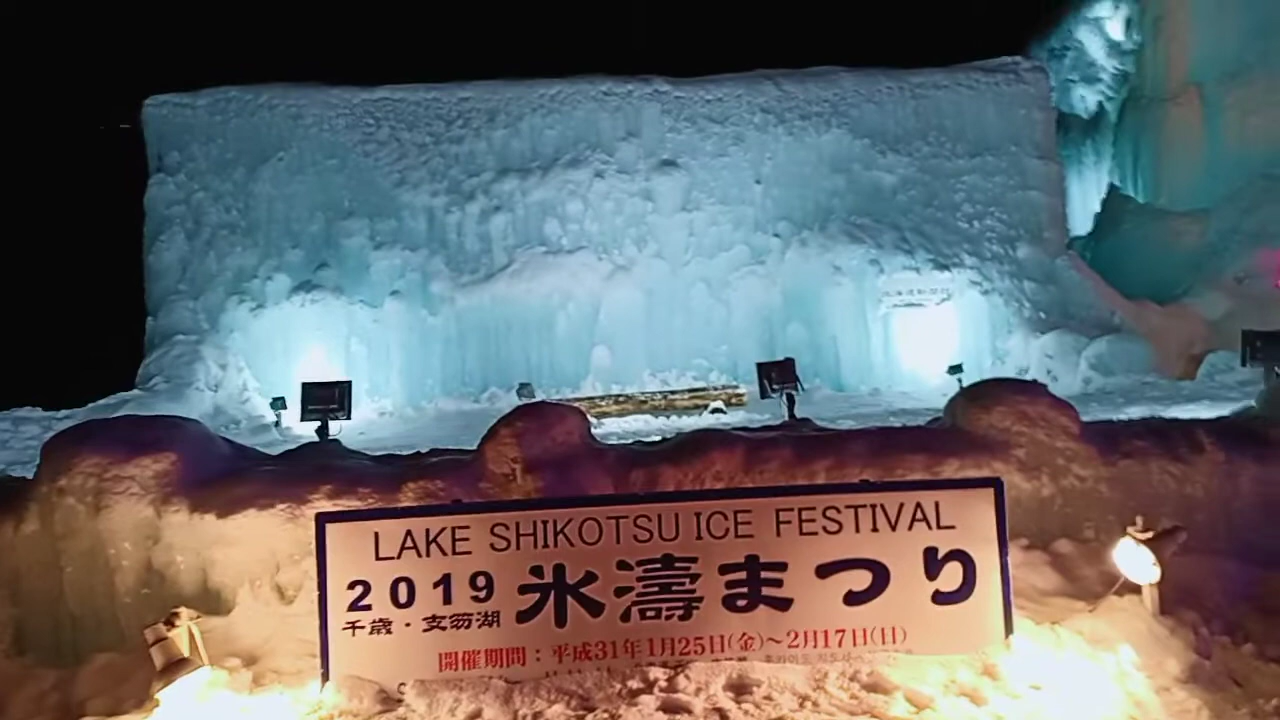 LAKE SHIKOTSU ICE FESTIVAL
2019 氷濤まつり
千歳・支笏湖
開催期間：平成31年1月25日(金)～2月17日(日)